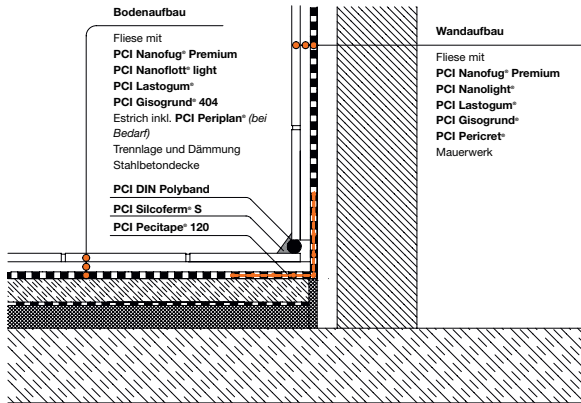 Bodenaufbau
Fliese mit
PCI Nanofug® Premium
PCI Nanoflott® light
PCI Lastogum®
PCI Gisogrund® 404
Estrich inkl. PCI Periplan® (bei
Bedarf)
Trennlage und Dämmung
Stahlbetondecke
PCI DIN Polyband
PCI Silcoferm® S
PCI Pecitape® 120
Wandaufbau
Fliese mit
PCI Nanofug® Premium
PCI Nanolight®
PCI Lastogum®
PCI Gisogrund®
PCI Pericret®
Mauerwerk